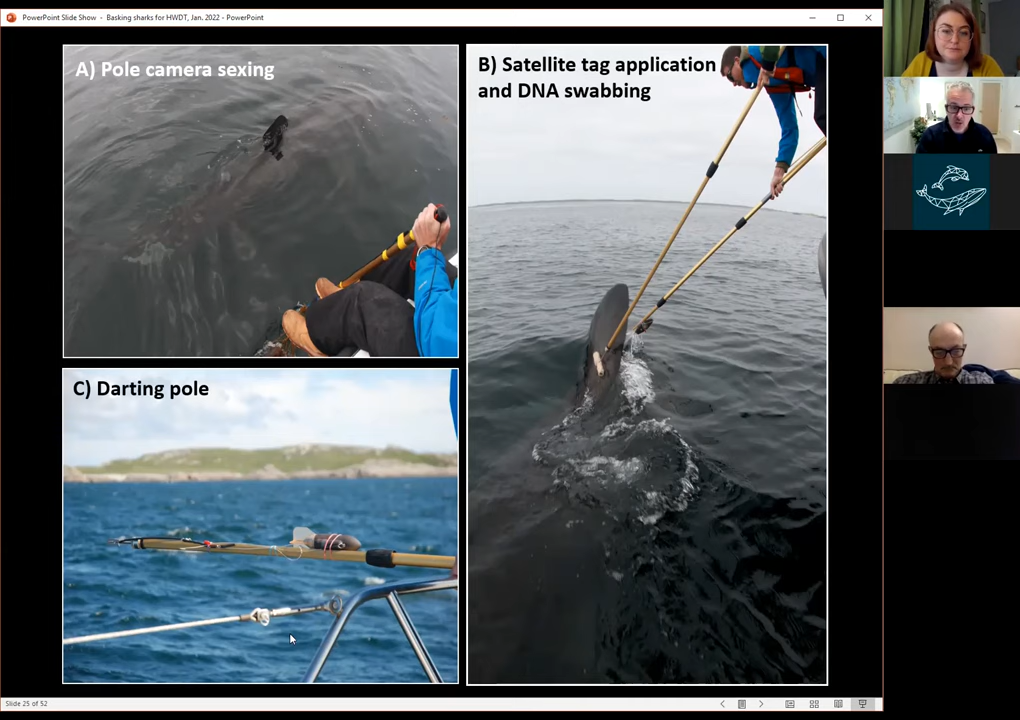 PowerPoint Slide Show - Basking sharks for HWDT, Jan. 2022 - PowerPoint
A) Pole camera sexing
B) Satellite tag application
and DNA swabbing
C) Darting pole
Slide 25 of 52